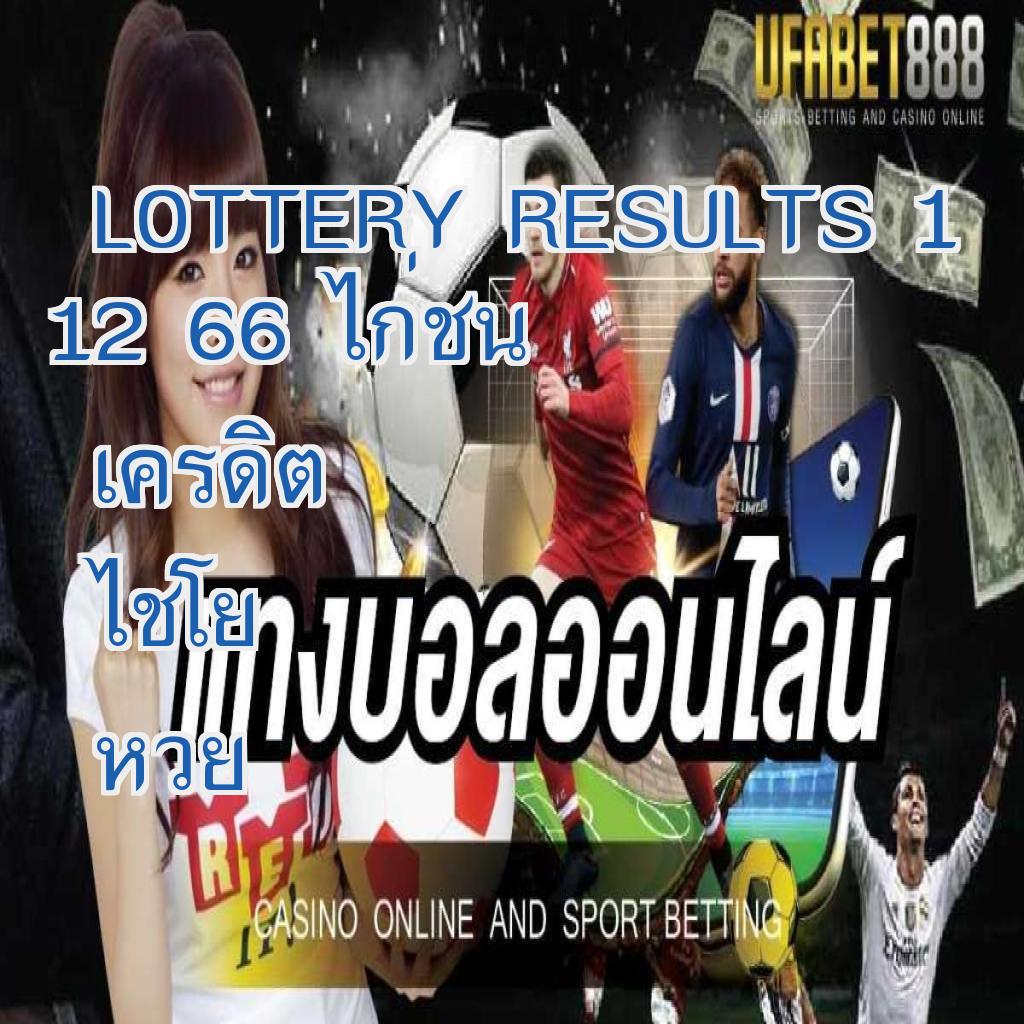 UFABET888
SPORTS BETTING AND CASINO ONLINE
LOTTERY RESULTS 1
12 66 ไก่ชน
เครดิต
ไชโย
แทงบอลออนไลน์
หวย
CASINO ONLINE AND SPORT BETTING